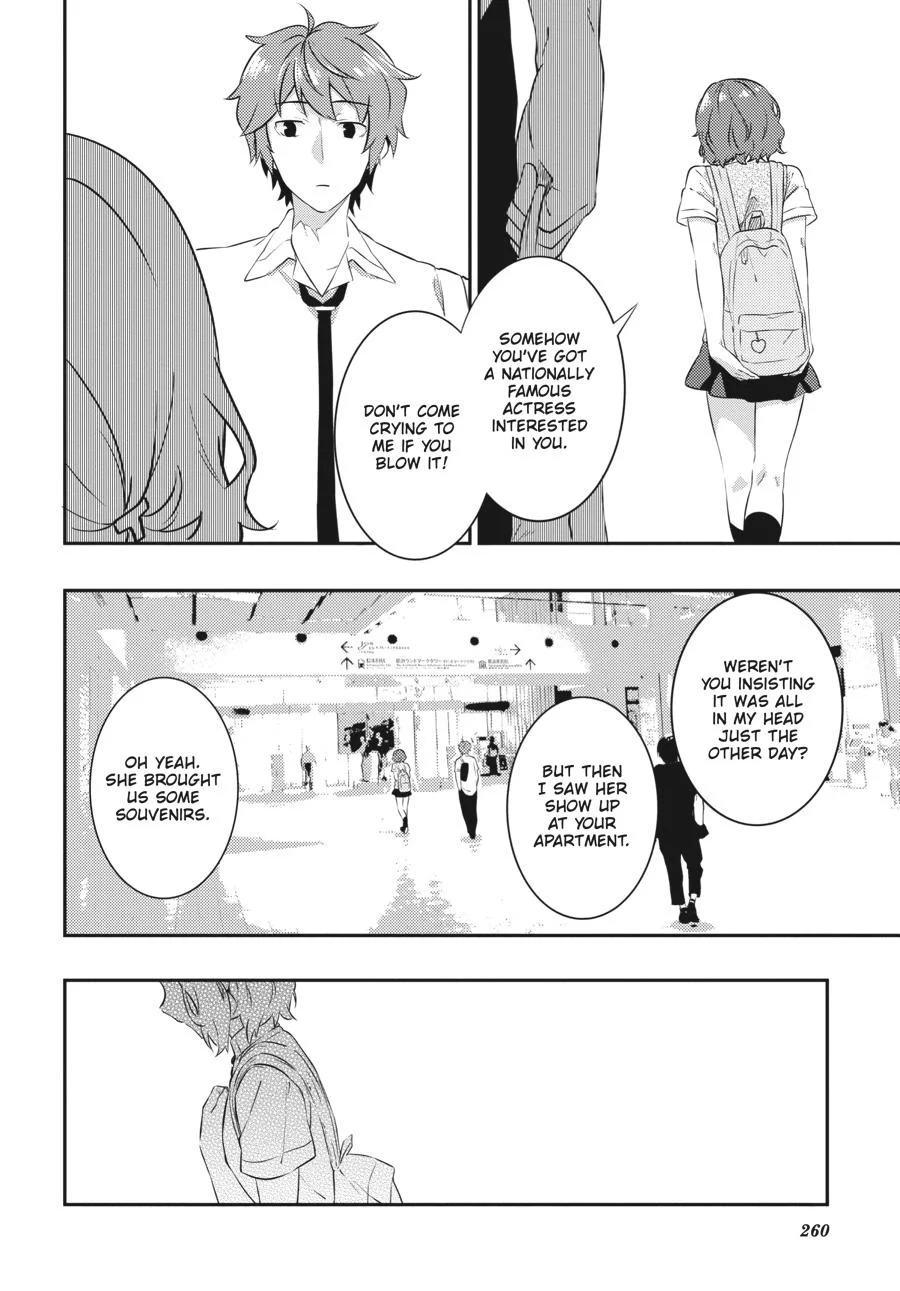 SOMEHOW
YOU'VE GOT
A NATIONALLY
FAMOUS
ACTRESS
INTERESTED
IN YOU.
DON'T COME
CRYING TO
ME IF YOU
BLOW IT!
WEREN'T
YOU INSISTING
IT WAS ALL
IN MY HEAD
JUST THE
OTHER DAY?
BUT THEN
I SAW HER
SHOW UP
AT YOUR
APARTMENT.
OH YEAH.
SHE BROUGHT
US SOME
SOUVENIRS.
260